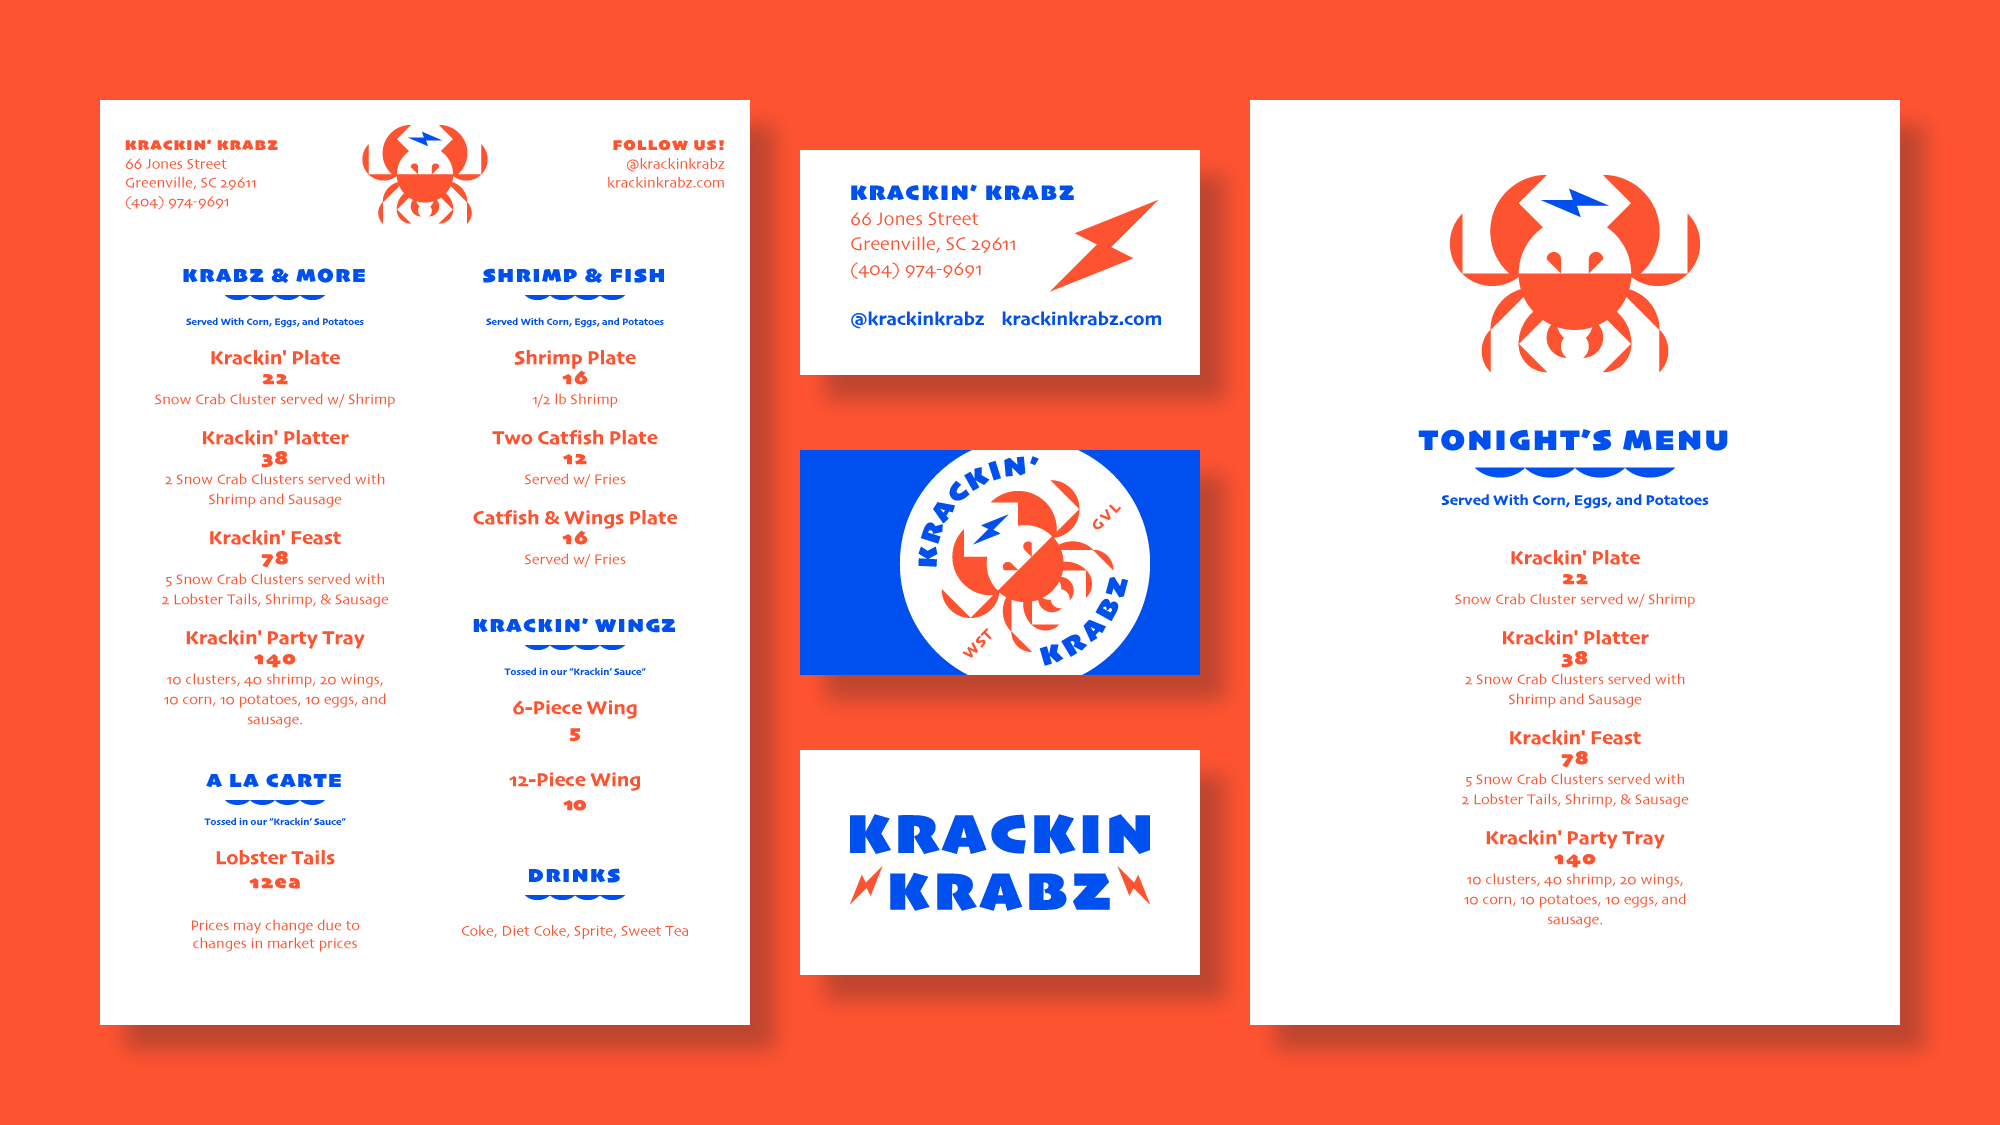 KRACKIN' KRABZ
66 Jones Street
Greenville, SC 29611
(404) 974-9691
FOLLOW US!
@krackinkrabz
krackinkrabz.com
KRABZ & MORE
Served With Corn, Eggs, and Potatoes
Krackin' Plate
22
Snow Crab Cluster served w/ Shrimp
Krackin' Platter
38
2 Snow Crab Clusters served with
Shrimp and Sausage
Krackin' Feast
78
5 Snow Crab Clusters served with
2 Lobster Tails, Shrimp, & Sausage
Krackin' Party Tray
140
10 clusters, 40 shrimp, 20 wings,
10 corn, 10 potatoes, 10 eggs, and
sausage.
A LA CARTE
Tossed in our "Krackin' Sauce"
Lobster Tails
12ea
Prices may change due to
changes in market prices
SHRIMP & FISH
Served With Corn, Eggs, and Potatoes
Shrimp Plate
16
1/2 lb Shrimp
Two Catfish Plate
12
Served w/ Fries
Catfish & Wings Plate
16
Served w/ Fries
KRACKIN' WINGZ
Tossed in our "Krackin' Sauce"
6-Piece Wing
5
12-Piece Wing
10
DRINKS
Coke, Diet Coke, Sprite, Sweet Tea
KRACKIN' KRABZ
66 Jones Street
Greenville, SC 29611
(404) 974-9691
@krackinkrabz krackinkrabz.com
KRACKIN'
GVL
WST
KRABZ
KRACKIN
KRABZ
TONIGHT'S MENU
Served With Corn, Eggs, and Potatoes
Krackin' Plate
22
Snow Crab Cluster served w/ Shrimp
Krackin' Platter
38
2 Snow Crab Clusters served with
Shrimp and Sausage
Krackin' Feast
78
5 Snow Crab Clusters served with
2 Lobster Tails, Shrimp, & Sausage
Krackin' Party Tray
140
10 clusters, 40 shrimp, 20 wings,
10 corn, 10 potatoes, 10 eggs, and
sausage.